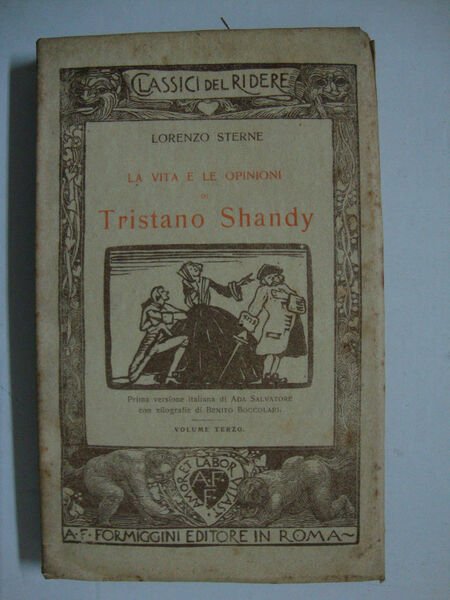 CLASSICI DEL RIDERE
LORENZO STERNE
LA VITA E LE OPINIONI
DI
Tristano Shandy
Prima versione italiana di ADA SALVATORE
con xilografie di BENITO BOCCOLARI.
VOLUME TERZO.
AMOR ET LABOR VITAST
A.F.
F.
A. F. FORMIGGINI EDITORE IN ROMA